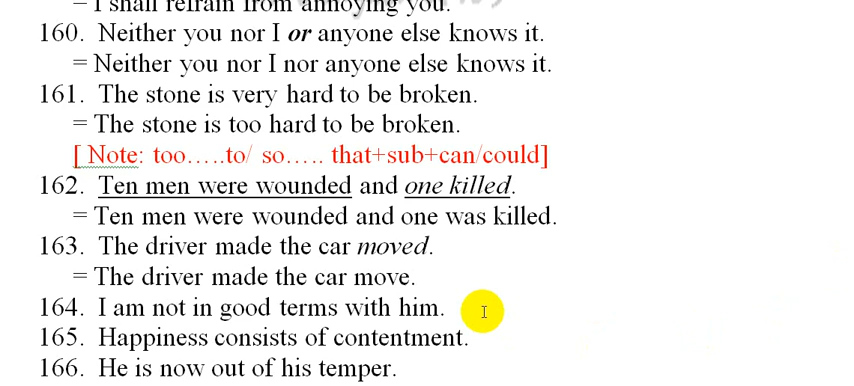 = I shall refrain from annoying you.
160. Neither you nor I or anyone else knows it.
= Neither you nor I nor anyone else knows it.
161. The stone is very hard to be broken.
= The stone is too hard to be broken.
[ Note: too.....to/ so..... that+sub+can/could]
162. Ten men were wounded and one killed.
= Ten men were wounded and one was killed.
163. The driver made the car moved.
= The driver made the car move.
164. I am not in good terms with him.
165. Happiness consists of contentment.
166. He is now out of his temper.